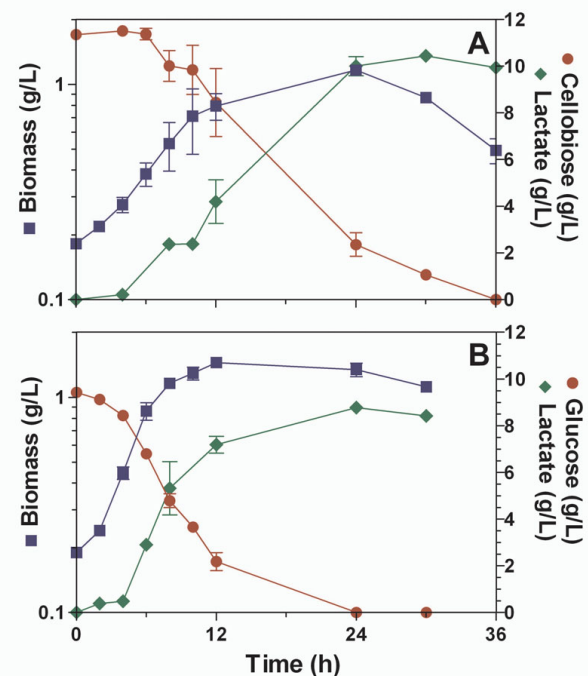 A
1
0.1
Biomass (g/L)
12
10
8
6
4
2
0
Cellobiose (g/L)
Lactate (g/L)
B
1
0.1
Biomass (g/L)
12
10
8
6
4
2
0
Glucose (g/L)
Lactate (g/L)
0 12 24 36
Time (h)